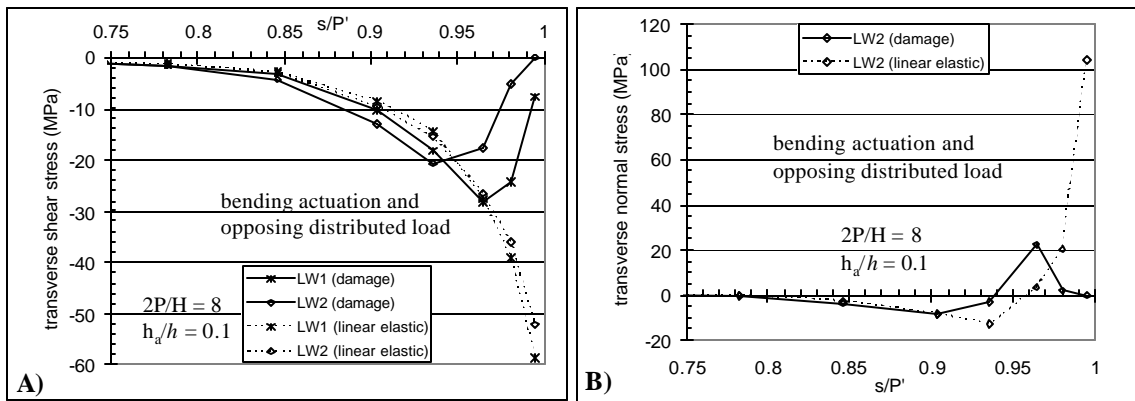 s/P'
0.75 0.8 0.85 0.9 0.95 1
0
-10
-20
-30
-40
-50
-60
transverse shear stress (MPa)
bending actuation and
opposing distributed load
2P/H = 8
hₐ/h = 0.1
LW1 (damage)
LW2 (damage)
LW1 (linear elastic)
LW2 (linear elastic)
A)
120
100
80
60
40
20
0
-20
transverse normal stress (MPa)
LW2 (damage)
LW2 (linear elastic)
bending actuation and
opposing distributed load
2P/H = 8
hₐ/h = 0.1
0.75 0.8 0.85 0.9 0.95 1
s/P'
B)